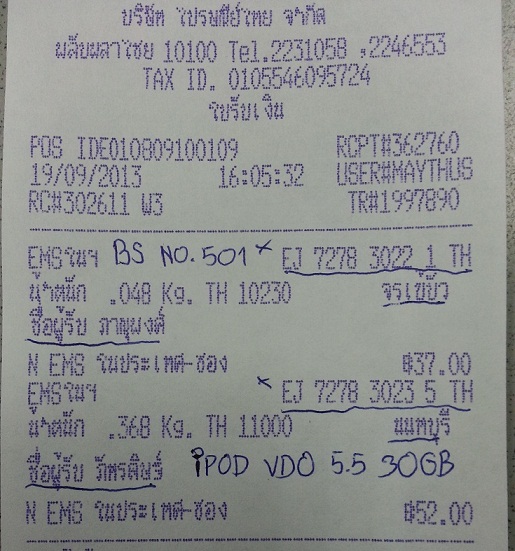 บริษัท ไปรษณีย์ไทย จำกัด
พลับพลาไชย 10100 Tel.2231058 ,2246553
TAX ID. 0105546095724
ใบรับเงิน
POS IDE010809100109 RCPT#362760
19/09/2013 16:05:32 USER#MAYTHUS
RC#302611 W3 TR#1997890
EMSในฯ BS NO.501 * EJ 7278 3022 1 TH
น้ำหนัก .048 Kg. TH 10230 จรเข้บัว
ชื่อผู้รับ ภาณุพงศ์
N EMS ในประเทศ-ซอง ฿37.00
EMSในฯ * EJ 7278 3023 5 TH
น้ำหนัก .368 Kg. TH 11000 นนทบุรี
ชื่อผู้รับ ภัทรดิษฐ์ iPOD VDO 5.5 30GB
N EMS ในประเทศ-ซอง ฿52.00